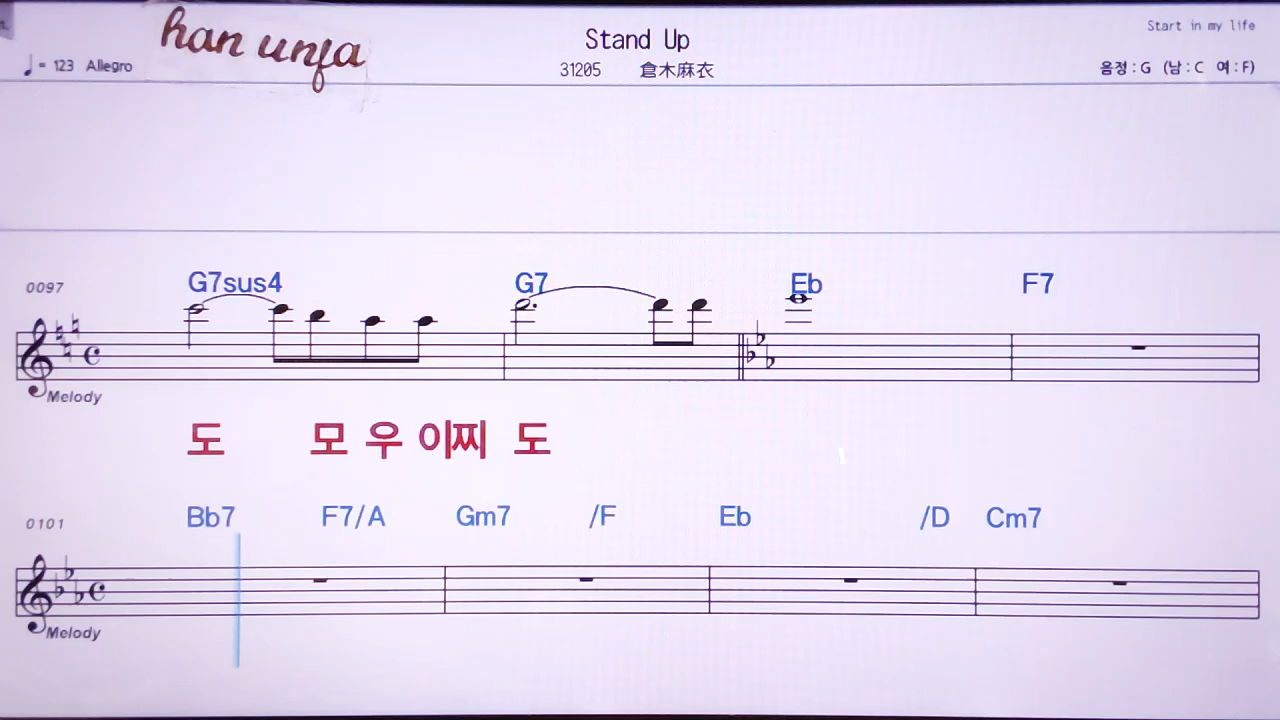 han unfa
Stand Up
Start in my life
♩= 123 Allegro
31205 倉木麻衣
음정:G (남:C 여:F)
0097
G7sus4 G7 Eb F7
Melody
도 모 우 이찌 도
0101
Bb7 F7/A Gm7 /F Eb /D Cm7
Melody